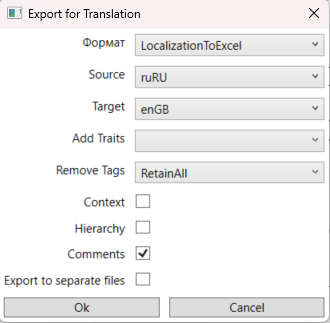 Export for Translation
Формат LocalizationToExcel
Source ruRU
Target enGB
Add Traits
Remove Tags RetainAll
Context
Hierarchy
Comments
Export to separate files
Ok Cancel